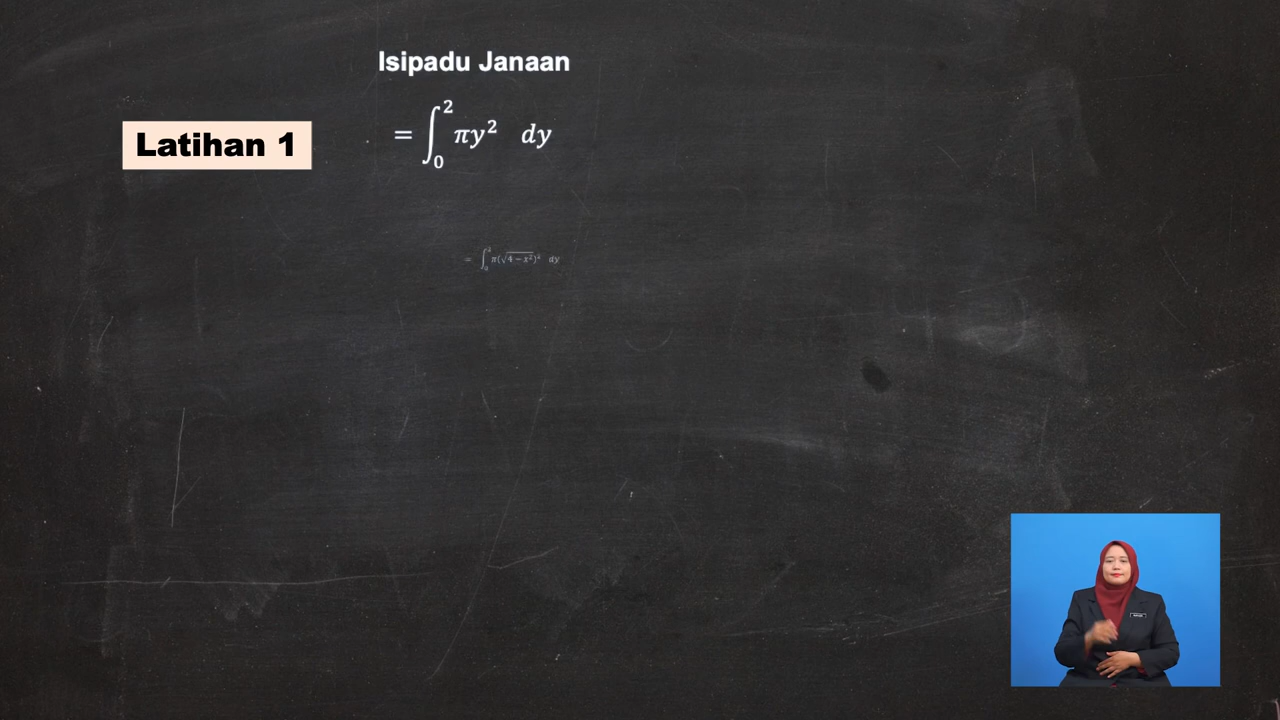 Isipadu Janaan
Latihan 1
= ∫₀² πy² dy
= ∫₀² π(√(4 − x²))² dy